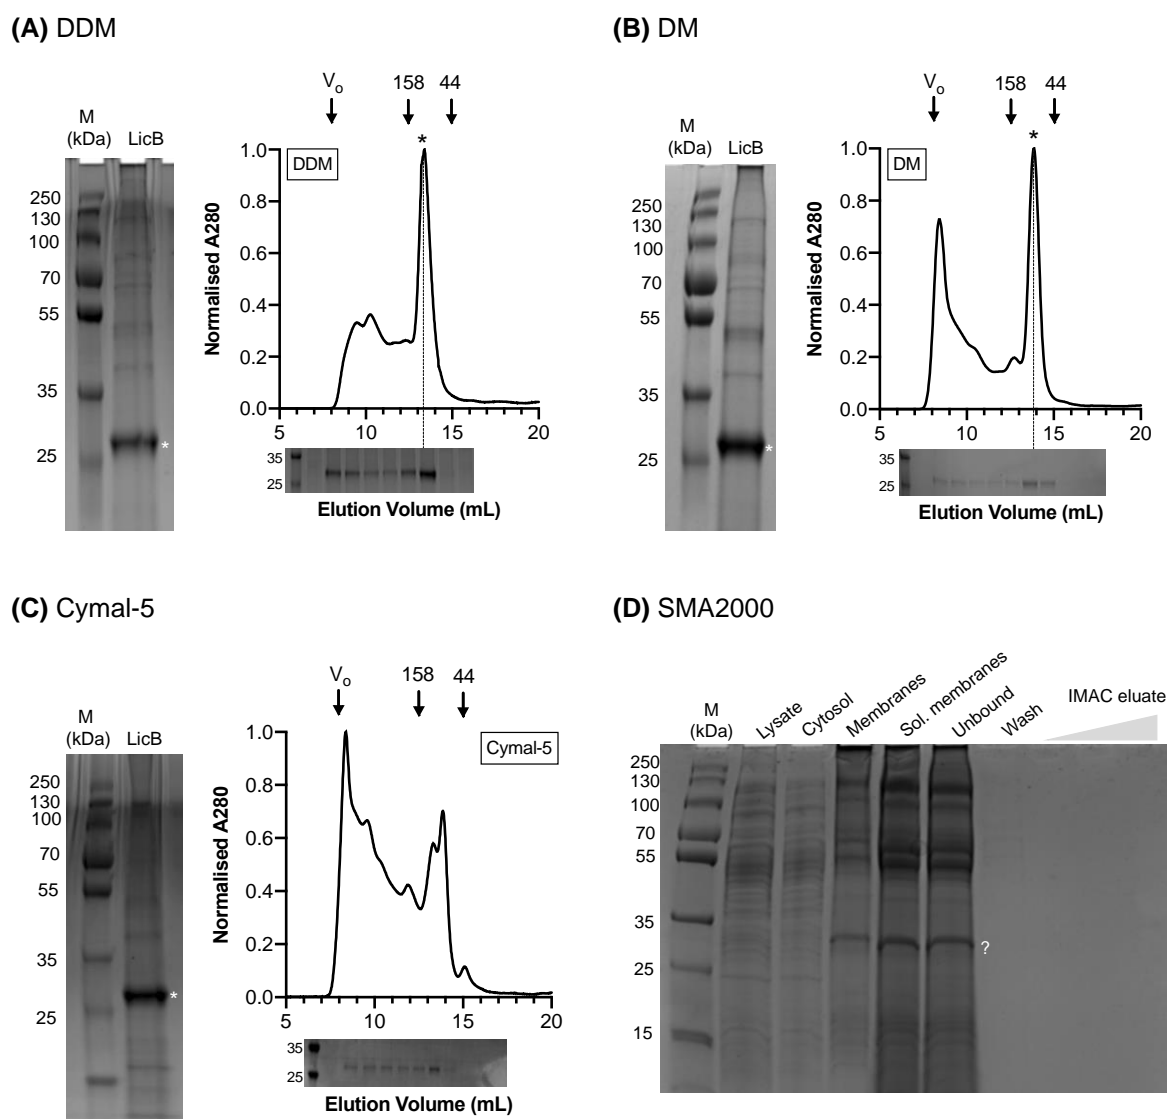 (A) DDM
M
(kDa)
LicB
250
130
100
70
55
35
25
*
Vo
158
44
*
DDM
Normalised A280
1.0
0.8
0.6
0.4
0.2
0.0
5
10
15
20
35
25
Elution Volume (mL)
(B) DM
M
(kDa)
LicB
250
130
100
70
55
35
25
*
Vo
158
44
*
DM
Normalised A280
1.0
0.8
0.6
0.4
0.2
0.0
5
10
15
20
35
25
Elution Volume (mL)
(C) Cymal-5
M
(kDa)
LicB
250
130
100
70
55
35
25
*
Vo
158
44
Cymal-5
Normalised A280
1.0
0.8
0.6
0.4
0.2
0.0
5
10
15
20
35
25
Elution Volume (mL)
(D) SMA2000
M
(kDa)
Lysate
Cytosol
Membranes
Sol. membranes
Unbound
Wash
IMAC eluate
250
130
100
70
55
35
25
15
?